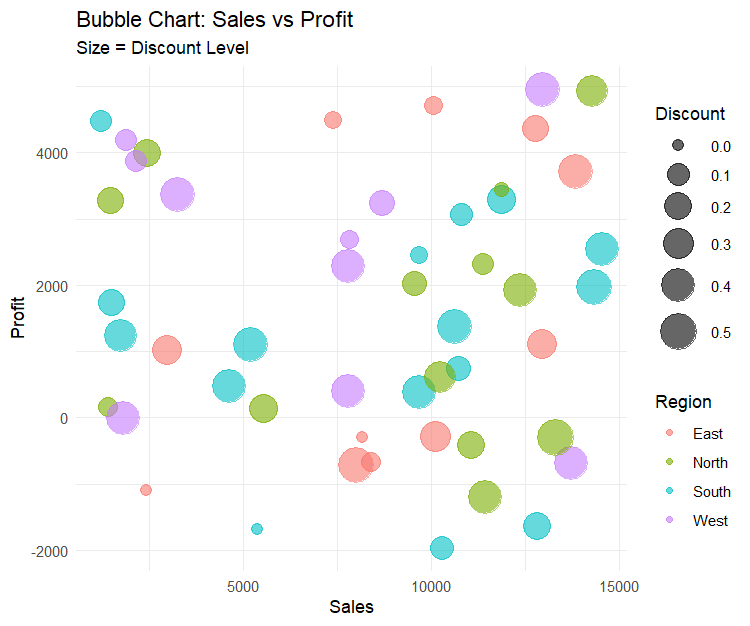 Bubble Chart: Sales vs Profit
Size = Discount Level
Profit
4000
2000
0
-2000
5000
10000
15000
Sales
Discount
0.0
0.1
0.2
0.3
0.4
0.5
Region
East
North
South
West